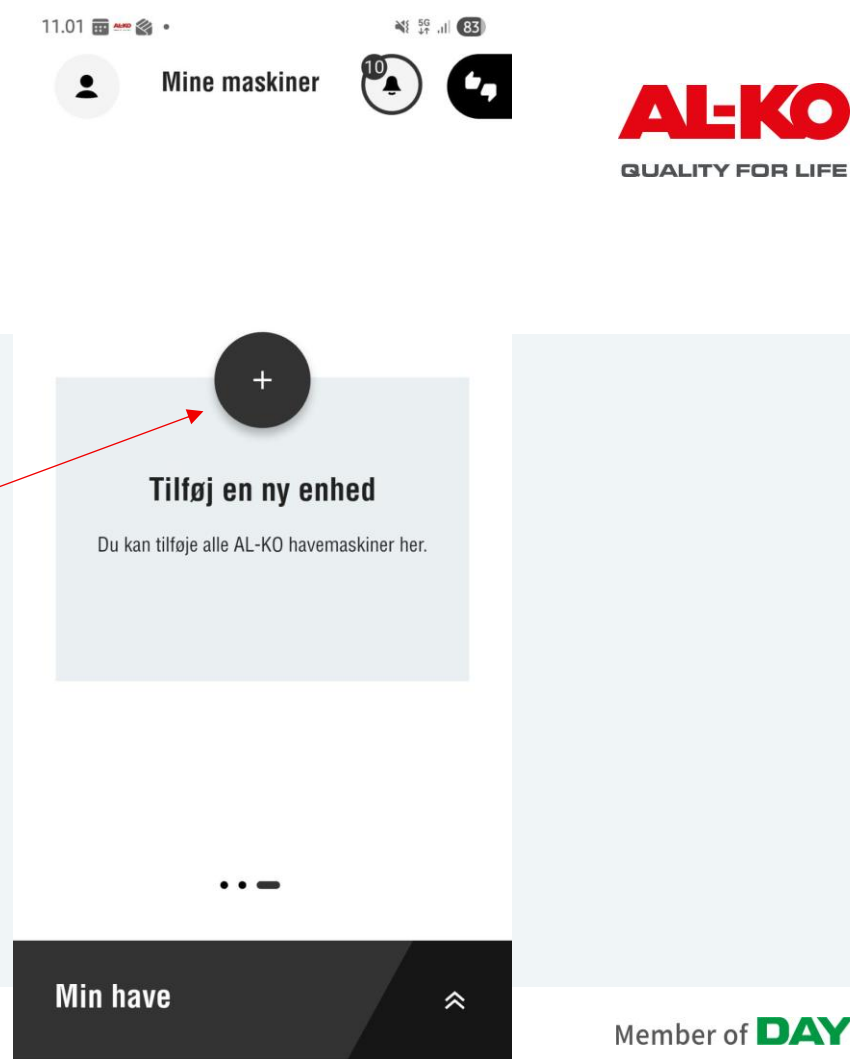 11.01
5G
83
Mine maskiner
10
AL-KO
QUALITY FOR LIFE
+
Tilføj en ny enhed
Du kan tilføje alle AL-KO havemaskiner her.
Min have
Member of DAY